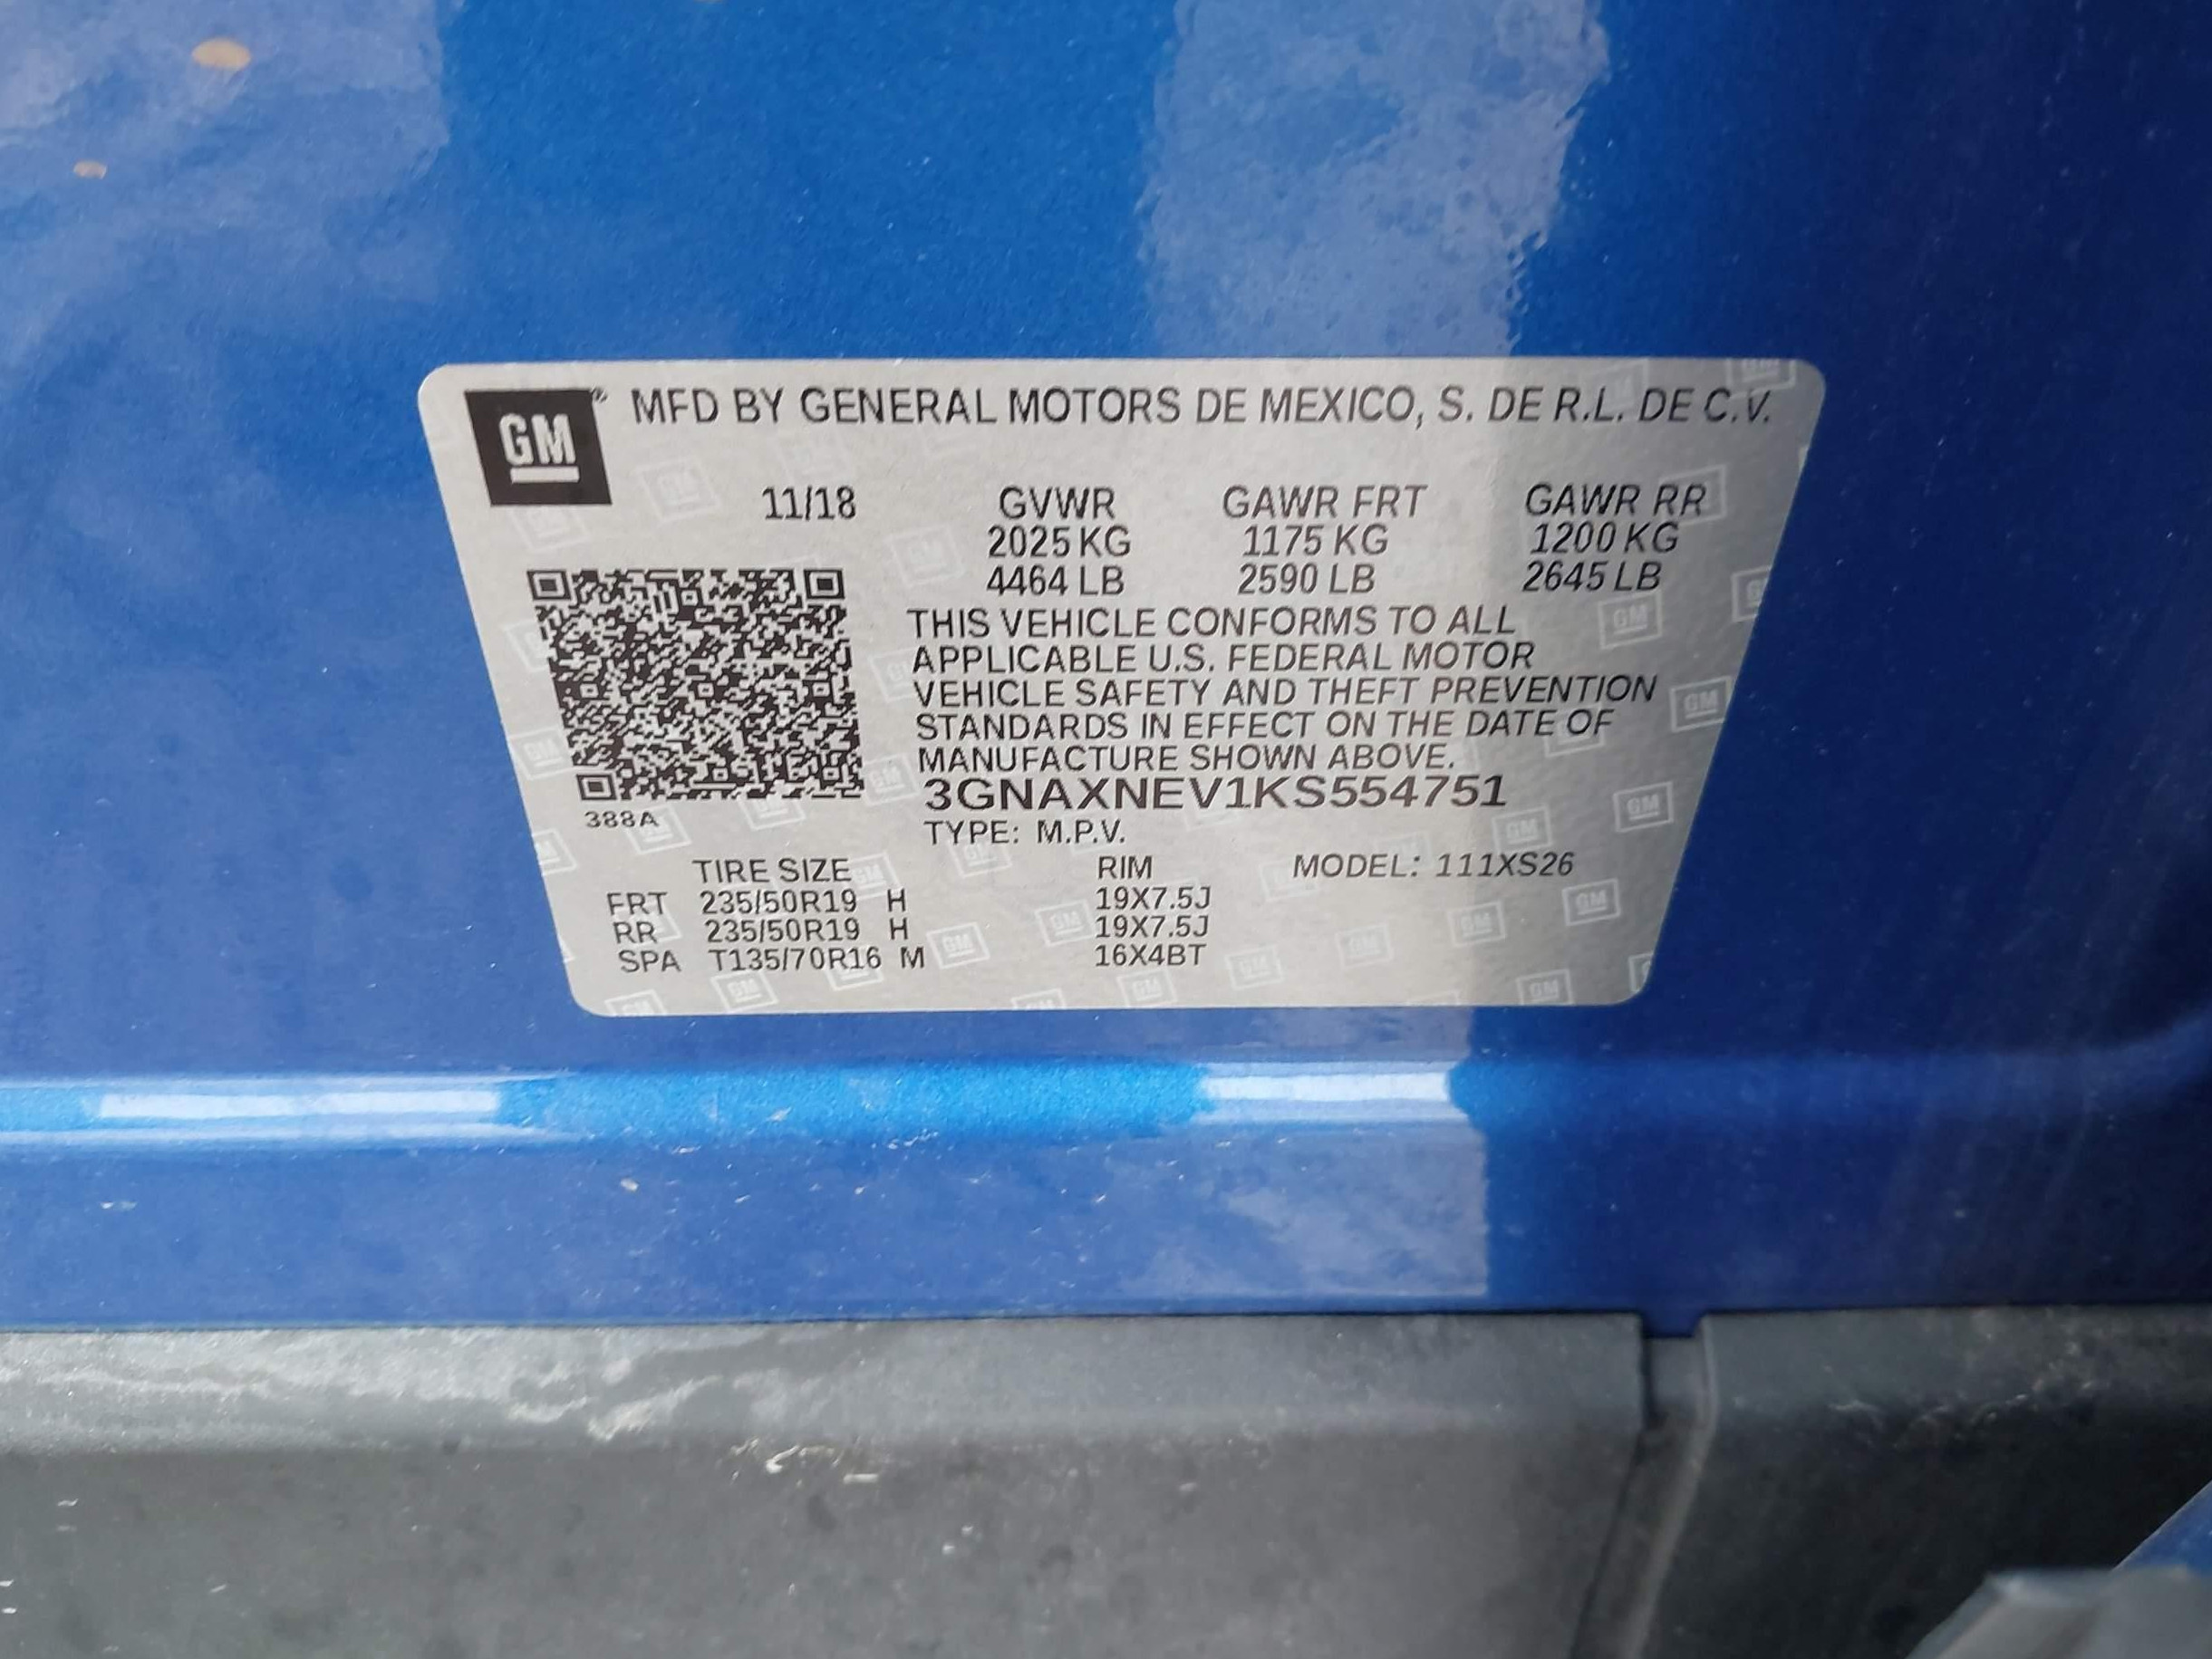 GM® MFD BY GENERAL MOTORS DE MEXICO, S. DE R.L. DE C.V.
11/18 GVWR GAWR FRT GAWR RR
2025 KG 1175 KG 1200 KG
4464 LB 2590 LB 2645 LB
THIS VEHICLE CONFORMS TO ALL
APPLICABLE U.S. FEDERAL MOTOR
VEHICLE SAFETY AND THEFT PREVENTION
STANDARDS IN EFFECT ON THE DATE OF
MANUFACTURE SHOWN ABOVE.
3GNAXNEV1KS554751
388A
TYPE: M.P.V.
TIRE SIZE RIM MODEL: 111XS26
FRT 235/50R19 H 19X7.5J
RR 235/50R19 H 19X7.5J
SPA T135/70R16 M 16X4BT